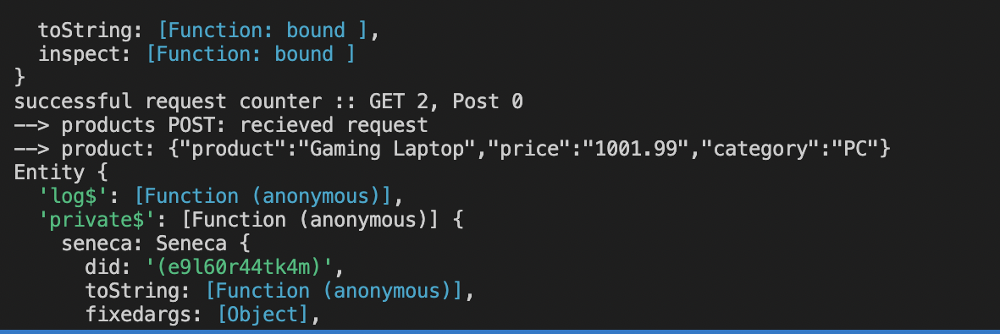 toString: [Function: bound ],
  inspect: [Function: bound ]
}
successful request counter :: GET 2, Post 0
--> products POST: recieved request
--> product: {"product":"Gaming Laptop","price":"1001.99","category":"PC"}
Entity {
  'log$': [Function (anonymous)],
  'private$': [Function (anonymous)] {
    seneca: Seneca {
      did: '(e9l60r44tk4m)',
      toString: [Function (anonymous)],
      fixedargs: [Object],